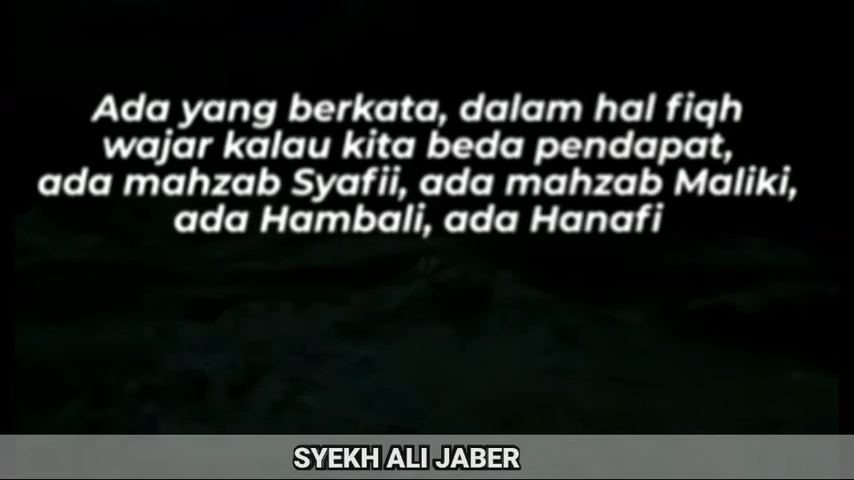 Ada yang berkata, dalam hal fiqh
wajar kalau kita beda pendapat,
ada mahzab Syafii, ada mahzab Maliki,
ada Hambali, ada Hanafi
SYEKH ALI JABER